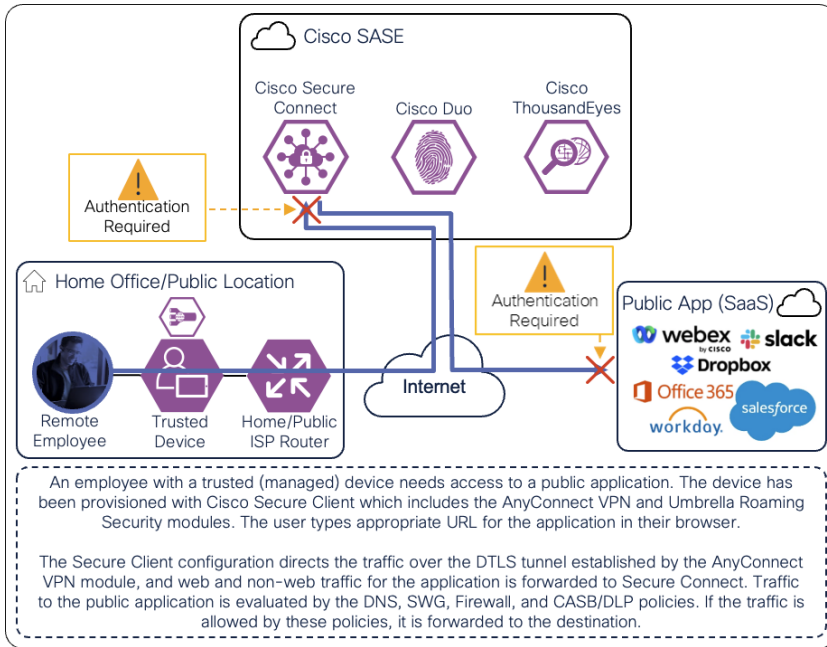 Cisco SASE
Cisco Secure
Connect
Cisco Duo
Cisco
ThousandEyes
!
Authentication
Required
Home Office/Public Location
Remote
Employee
Trusted
Device
Home/Public
ISP Router
Internet
!
Authentication
Required
Public App (SaaS)
webex
by CISCO
slack
Dropbox
Office 365
salesforce
workday.
An employee with a trusted (managed) device needs access to a public application. The device has
been provisioned with Cisco Secure Client which includes the AnyConnect VPN and Umbrella Roaming
Security modules. The user types appropriate URL for the application in their browser.
The Secure Client configuration directs the traffic over the DTLS tunnel established by the AnyConnect
VPN module, and web and non-web traffic for the application is forwarded to Secure Connect. Traffic
to the public application is evaluated by the DNS, SWG, Firewall, and CASB/DLP policies. If the traffic is
allowed by these policies, it is forwarded to the destination.